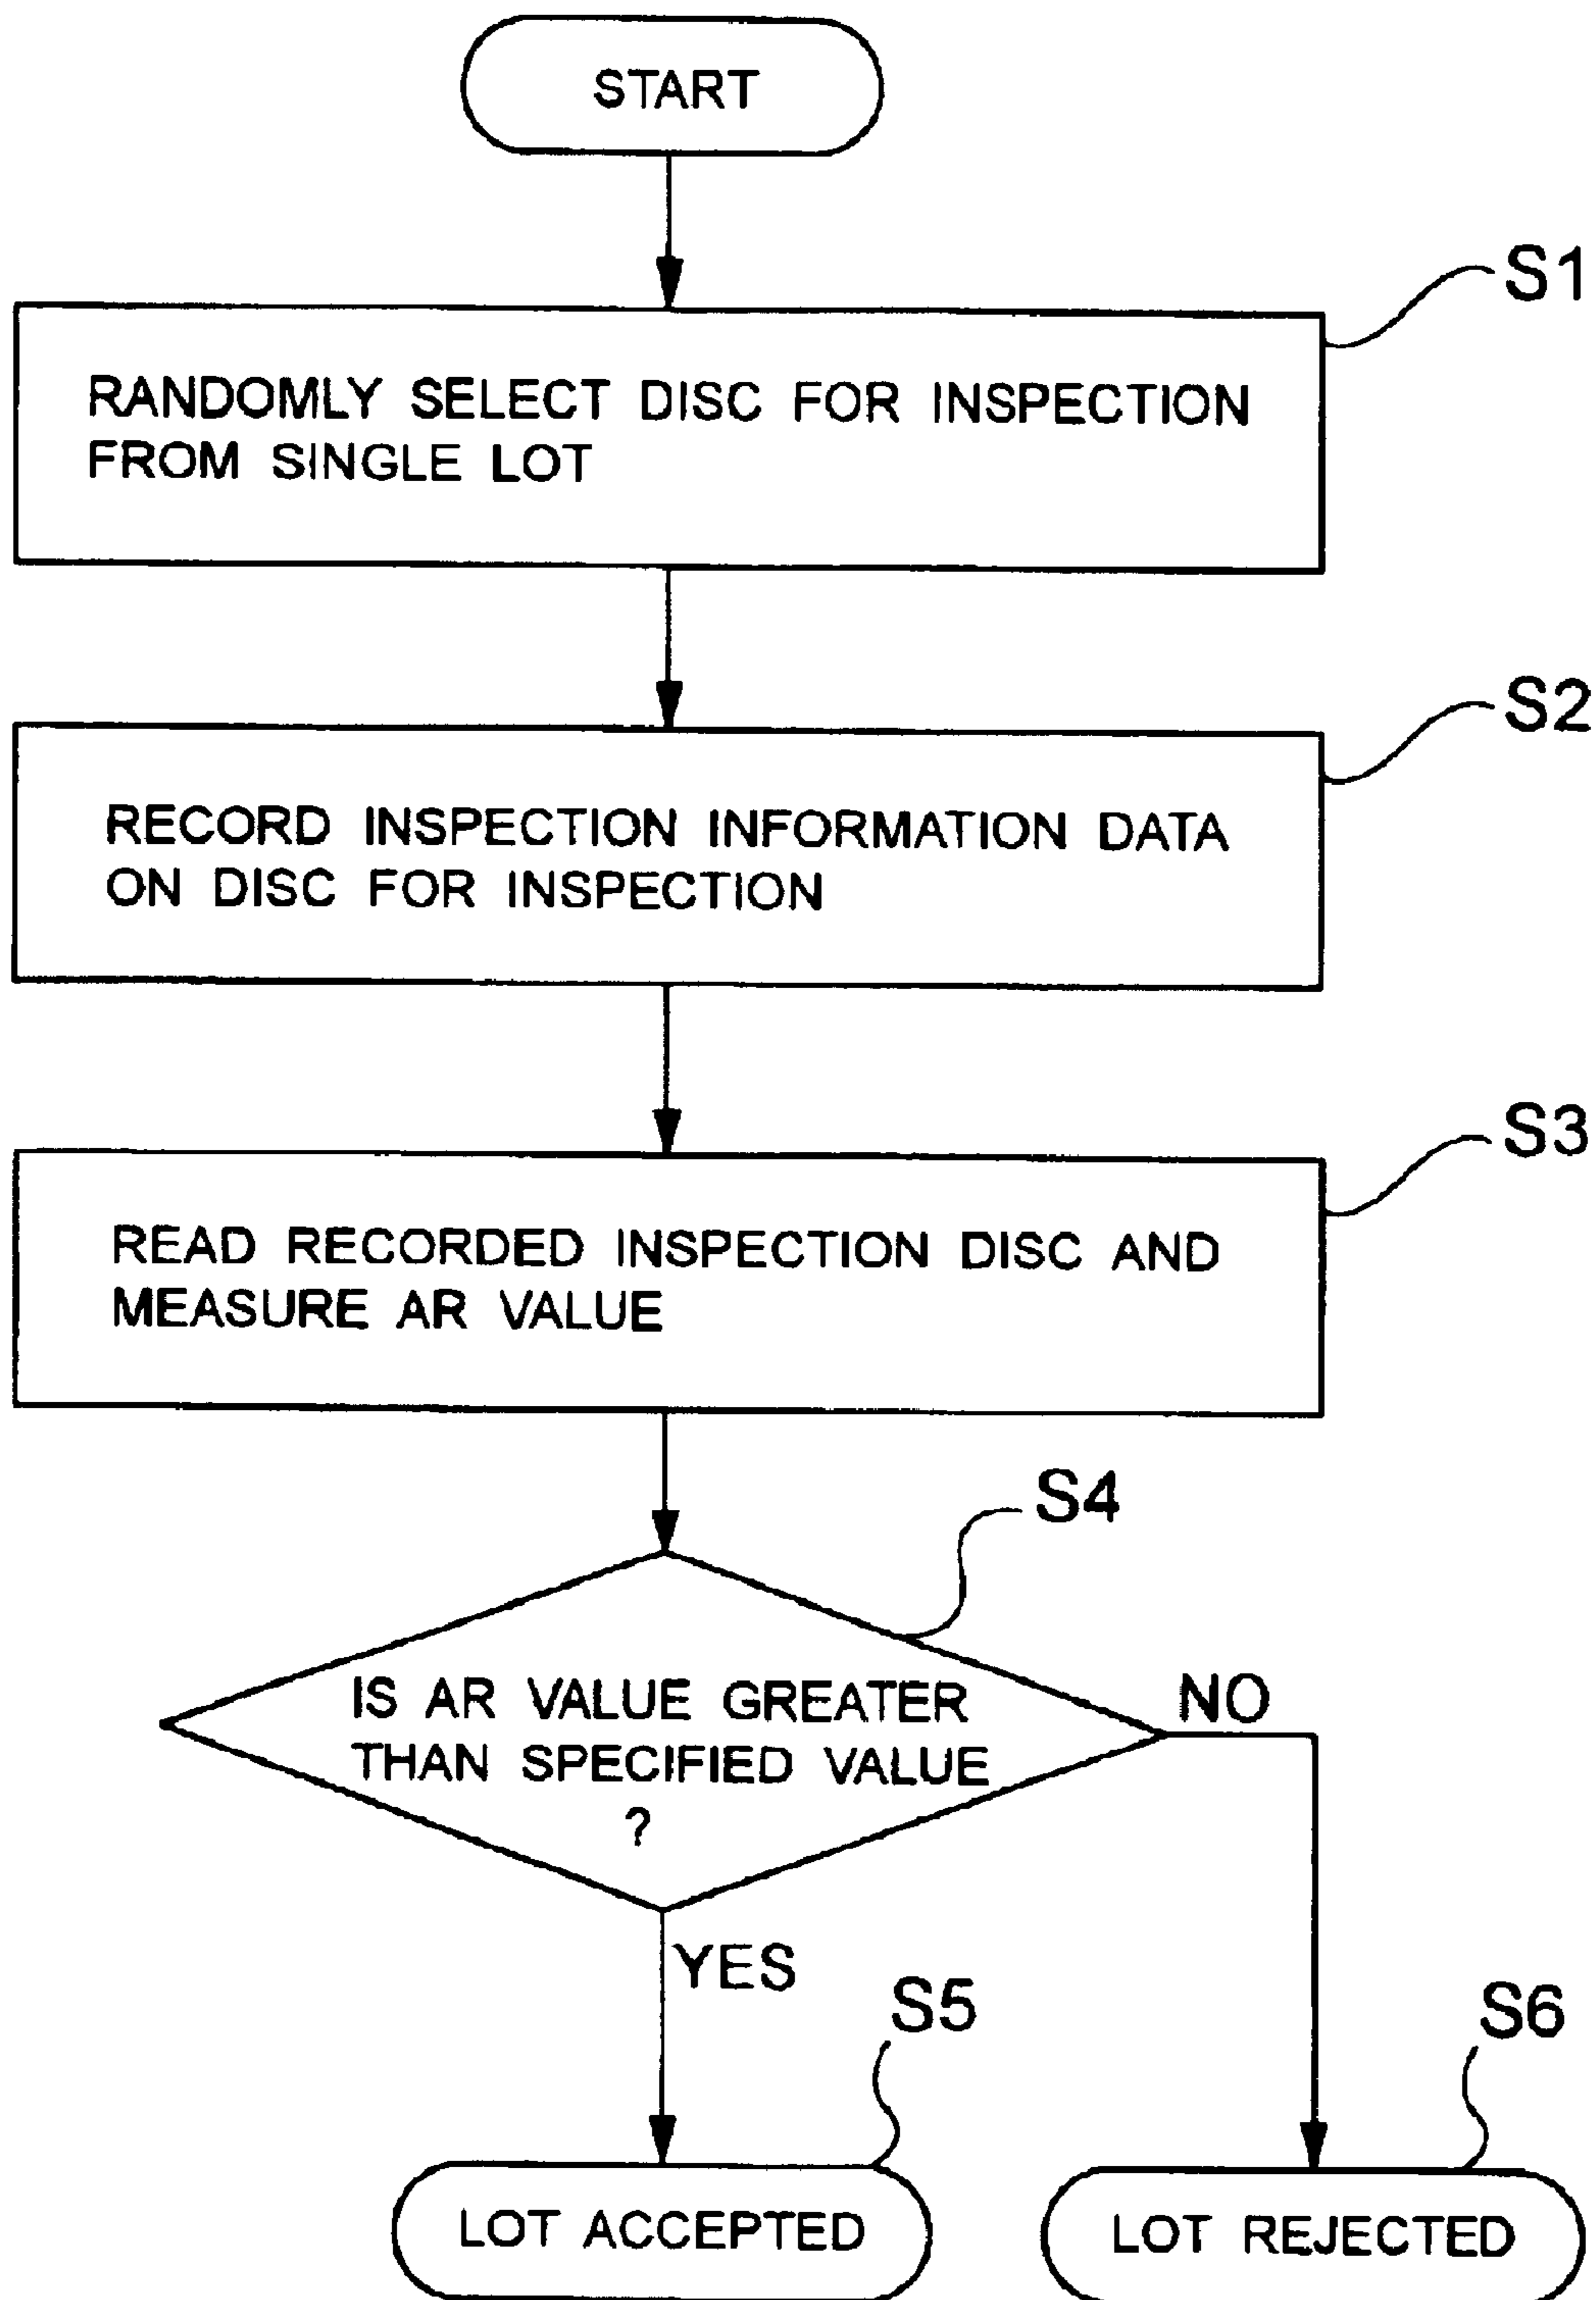 START
S1
RANDOMLY SELECT DISC FOR INSPECTION
FROM SINGLE LOT
S2
RECORD INSPECTION INFORMATION DATA
ON DISC FOR INSPECTION
S3
READ RECORDED INSPECTION DISC AND
MEASURE AR VALUE
S4
IS AR VALUE GREATER
THAN SPECIFIED VALUE
?
NO
YES
S5
S6
LOT ACCEPTED
LOT REJECTED